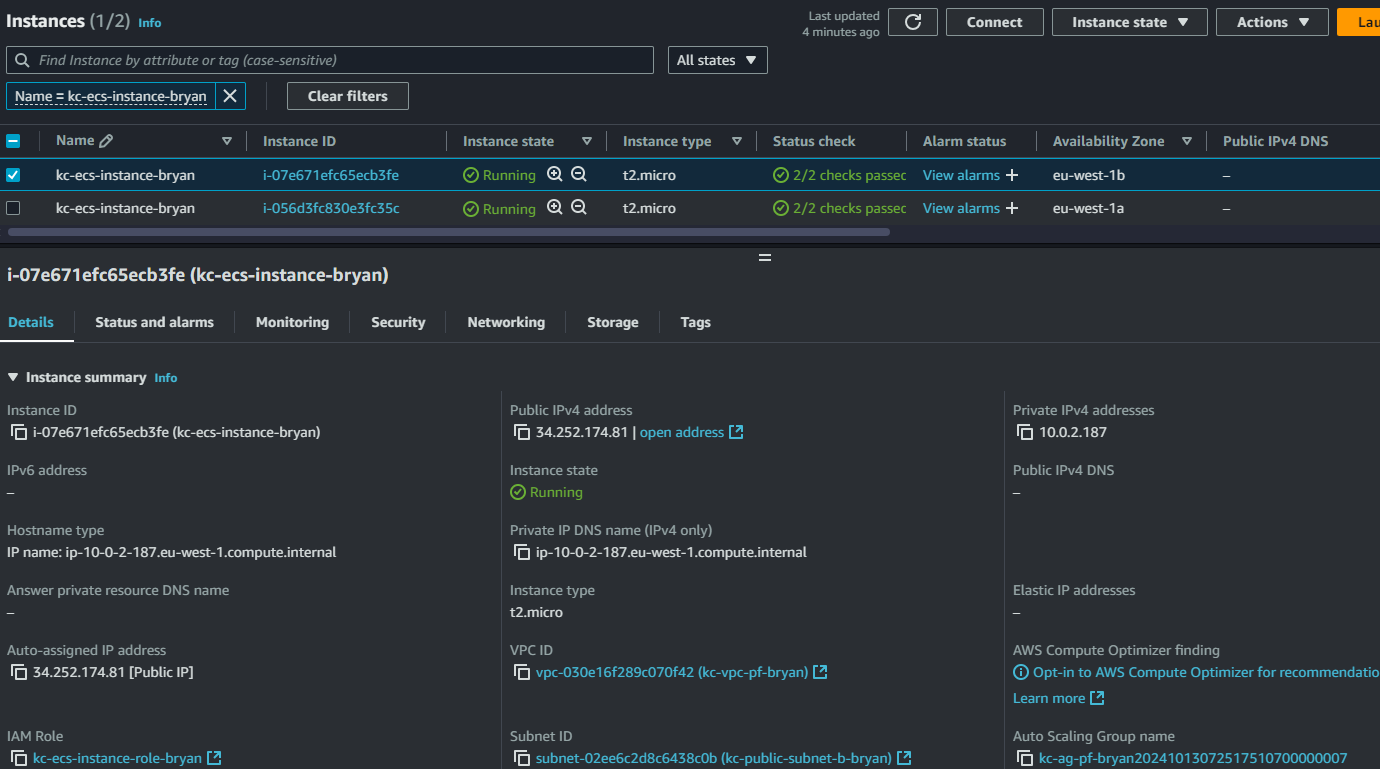 Instances (1/2) Info
Last updated
4 minutes ago
Connect
Instance state
Actions
Lau
Find Instance by attribute or tag (case-sensitive)
All states
Name = kc-ecs-instance-bryan
Clear filters
Name Instance ID Instance state Instance type Status check Alarm status Availability Zone Public IPv4 DNS
kc-ecs-instance-bryan i-07e671efc65ecb3fe Running t2.micro 2/2 checks passec View alarms + eu-west-1b –
kc-ecs-instance-bryan i-056d3fc830e3fc35c Running t2.micro 2/2 checks passec View alarms + eu-west-1a –
i-07e671efc65ecb3fe (kc-ecs-instance-bryan)
Details Status and alarms Monitoring Security Networking Storage Tags
Instance summary Info
Instance ID
i-07e671efc65ecb3fe (kc-ecs-instance-bryan)
Public IPv4 address
34.252.174.81 | open address
Private IPv4 addresses
10.0.2.187
IPv6 address
–
Instance state
Running
Public IPv4 DNS
–
Hostname type
IP name: ip-10-0-2-187.eu-west-1.compute.internal
Private IP DNS name (IPv4 only)
ip-10-0-2-187.eu-west-1.compute.internal
Answer private resource DNS name
–
Instance type
t2.micro
Elastic IP addresses
–
Auto-assigned IP address
34.252.174.81 [Public IP]
VPC ID
vpc-030e16f289c070f42 (kc-vpc-pf-bryan)
AWS Compute Optimizer finding
Opt-in to AWS Compute Optimizer for recommendatio
Learn more
IAM Role
kc-ecs-instance-role-bryan
Subnet ID
subnet-02ee6c2d8c6438c0b (kc-public-subnet-b-bryan)
Auto Scaling Group name
kc-ag-pf-bryan20241013072517510700000007